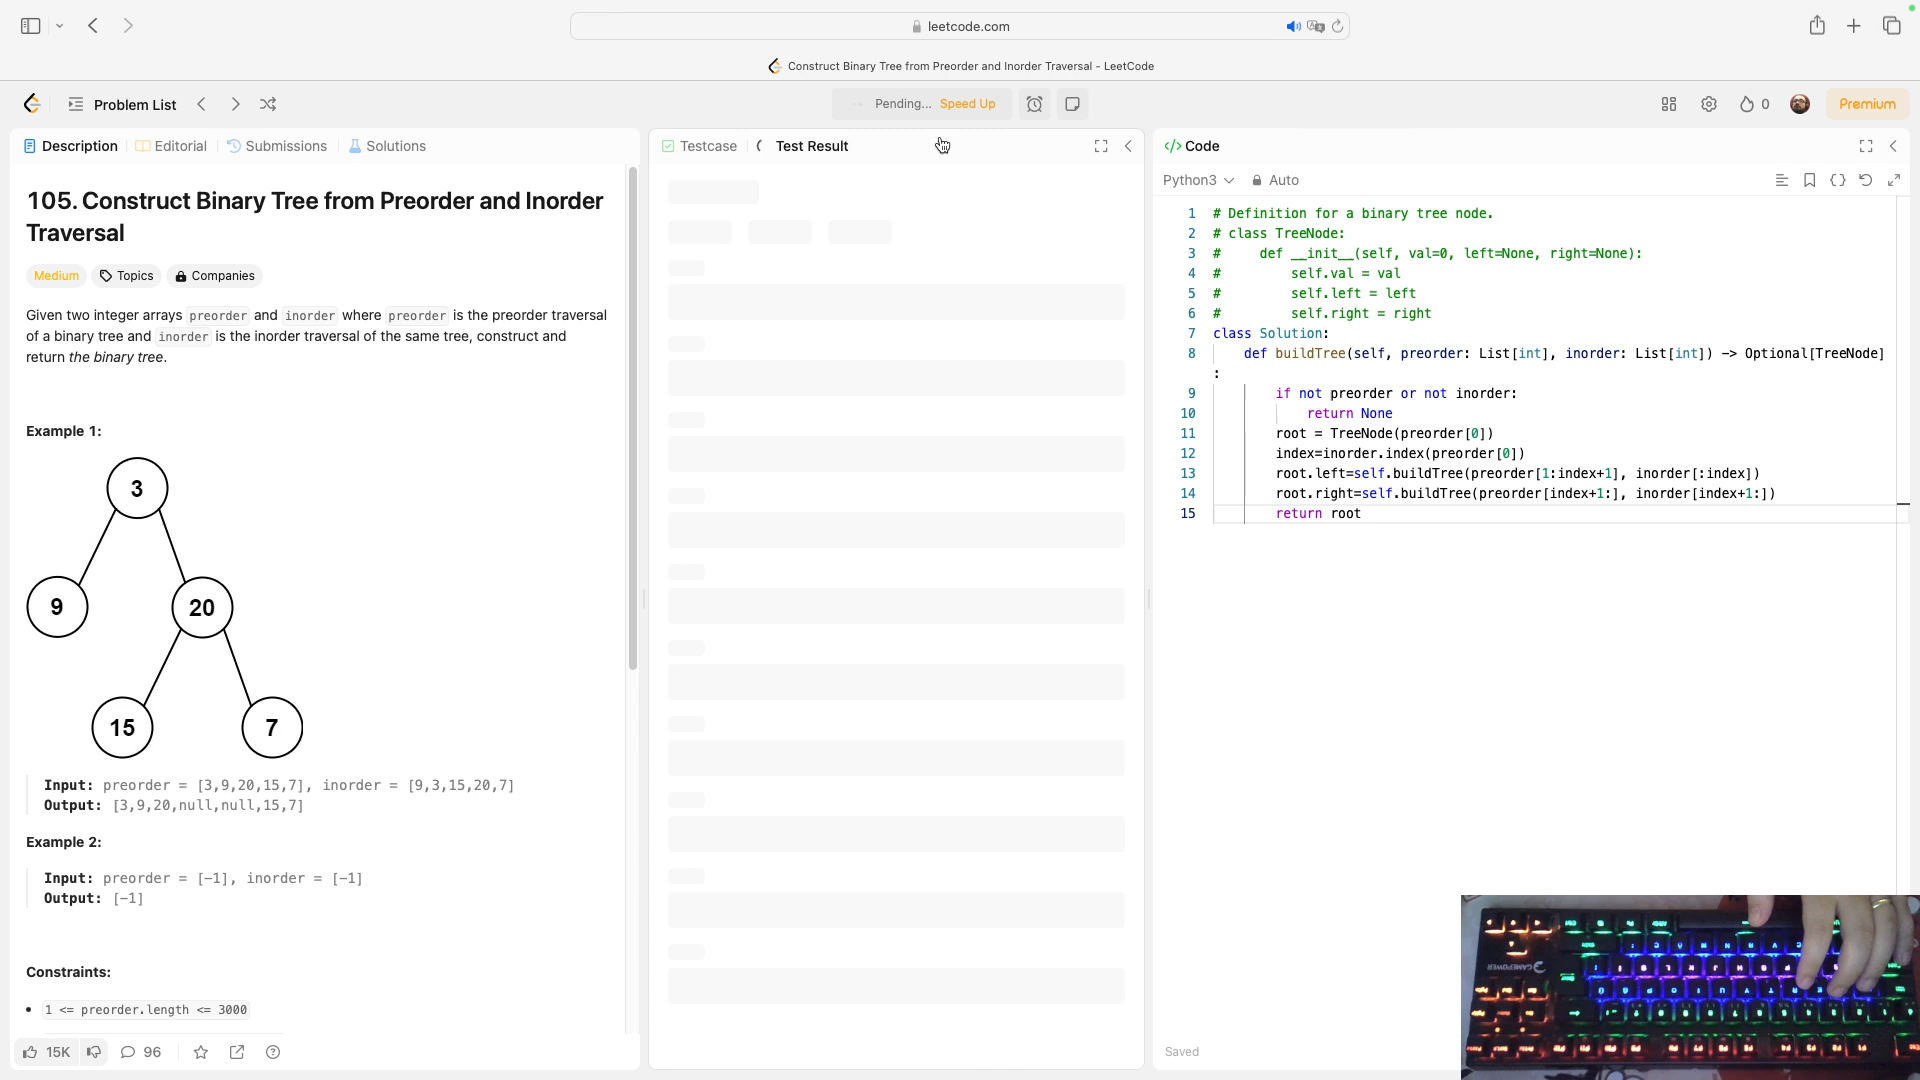 leetcode.com
Construct Binary Tree from Preorder and Inorder Traversal - LeetCode
Problem List
Pending... Speed Up
0
Premium
Description
Editorial
Submissions
Solutions
105. Construct Binary Tree from Preorder and Inorder
Traversal
Medium
Topics
Companies
Given two integer arrays preorder and inorder where preorder is the preorder traversal
of a binary tree and inorder is the inorder traversal of the same tree, construct and
return the binary tree.
Example 1:
3
9
20
15
7
Input: preorder = [3,9,20,15,7], inorder = [9,3,15,20,7]
Output: [3,9,20,null,null,15,7]
Example 2:
Input: preorder = [-1], inorder = [-1]
Output: [-1]
Constraints:
1 <= preorder.length <= 3000
15K
96
Testcase
Test Result
</> Code
Python3
Auto
1 # Definition for a binary tree node.
2 # class TreeNode:
3 #     def __init__(self, val=0, left=None, right=None):
4 #         self.val = val
5 #         self.left = left
6 #         self.right = right
7 class Solution:
8     def buildTree(self, preorder: List[int], inorder: List[int]) -> Optional[TreeNode]
:
9         if not preorder or not inorder:
10             return None
11         root = TreeNode(preorder[0])
12         index=inorder.index(preorder[0])
13         root.left=self.buildTree(preorder[1:index+1], inorder[:index])
14         root.right=self.buildTree(preorder[index+1:], inorder[index+1:])
15         return root
Saved
GAMEPOWER